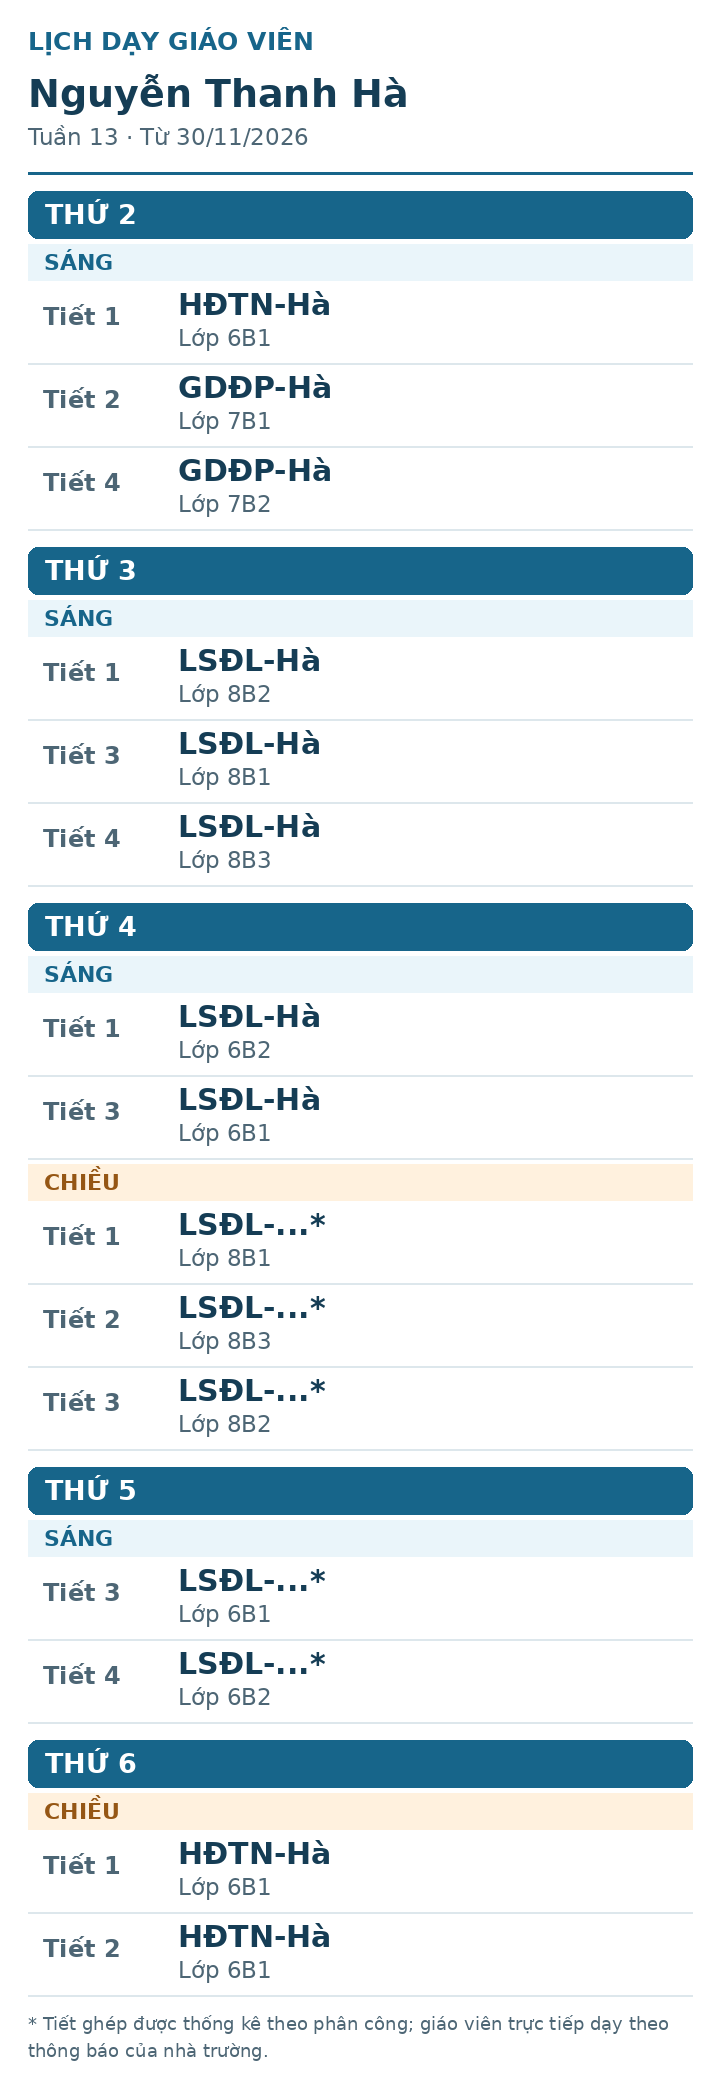 LỊCH DẠY GIÁO VIÊN
Nguyễn Thanh Hà
Tuần 13 · Từ 30/11/2026
THỨ 2
SÁNG
Tiết 1
HĐTN-Hà
Lớp 6B1
Tiết 2
GDĐP-Hà
Lớp 7B1
Tiết 4
GDĐP-Hà
Lớp 7B2
THỨ 3
SÁNG
Tiết 1
LSĐL-Hà
Lớp 8B2
Tiết 3
LSĐL-Hà
Lớp 8B1
Tiết 4
LSĐL-Hà
Lớp 8B3
THỨ 4
SÁNG
Tiết 1
LSĐL-Hà
Lớp 6B2
Tiết 3
LSĐL-Hà
Lớp 6B1
CHIỀU
Tiết 1
LSĐL-...*
Lớp 8B1
Tiết 2
LSĐL-...*
Lớp 8B3
Tiết 3
LSĐL-...*
Lớp 8B2
THỨ 5
SÁNG
Tiết 3
LSĐL-...*
Lớp 6B1
Tiết 4
LSĐL-...*
Lớp 6B2
THỨ 6
CHIỀU
Tiết 1
HĐTN-Hà
Lớp 6B1
Tiết 2
HĐTN-Hà
Lớp 6B1
* Tiết ghép được thống kê theo phân công; giáo viên trực tiếp dạy theo
thông báo của nhà trường.